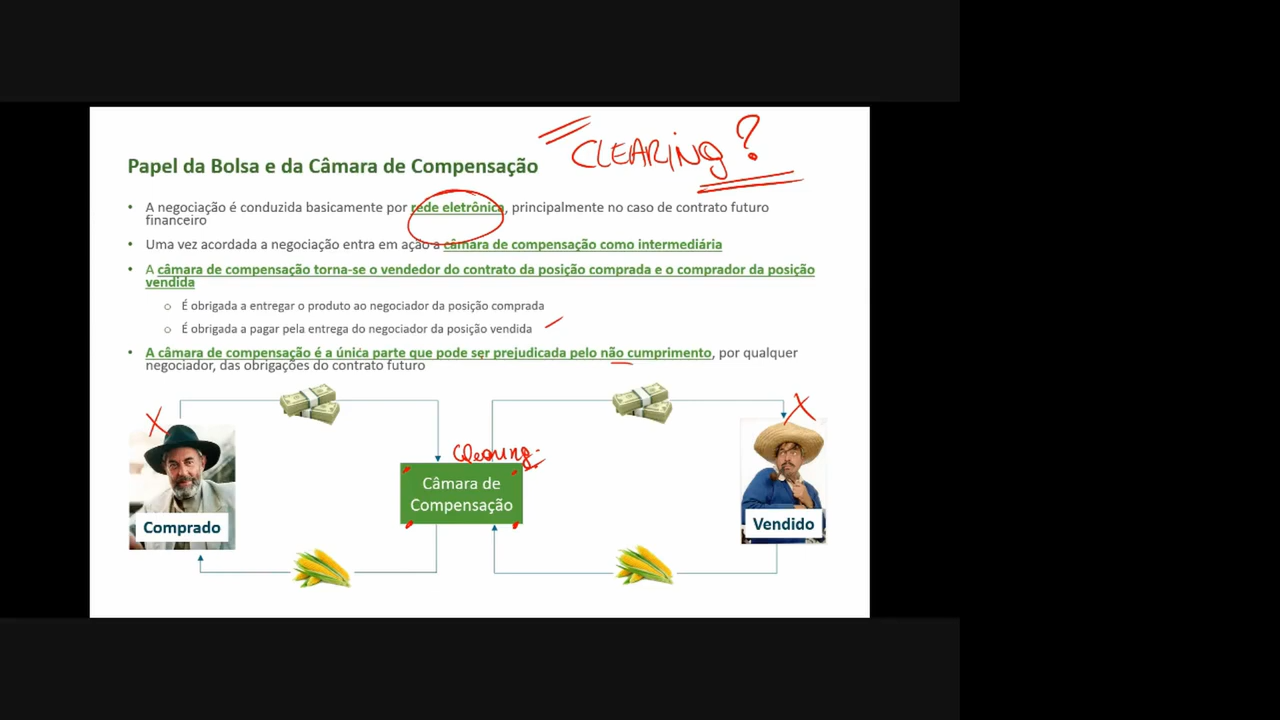 CLEARING?
Papel da Bolsa e da Câmara de Compensação
• A negociação é conduzida basicamente por rede eletrônica, principalmente no caso de contrato futuro
financeiro
• Uma vez acordada a negociação entra em ação a câmara de compensação como intermediária
• A câmara de compensação torna-se o vendedor do contrato da posição comprada e o comprador da posição
vendida
○ É obrigada a entregar o produto ao negociador da posição comprada
○ É obrigada a pagar pela entrega do negociador da posição vendida
• A câmara de compensação é a única parte que pode ser prejudicada pelo não cumprimento, por qualquer
negociador, das obrigações do contrato futuro
X
X
Clearing
Câmara de
Compensação
Comprado
Vendido